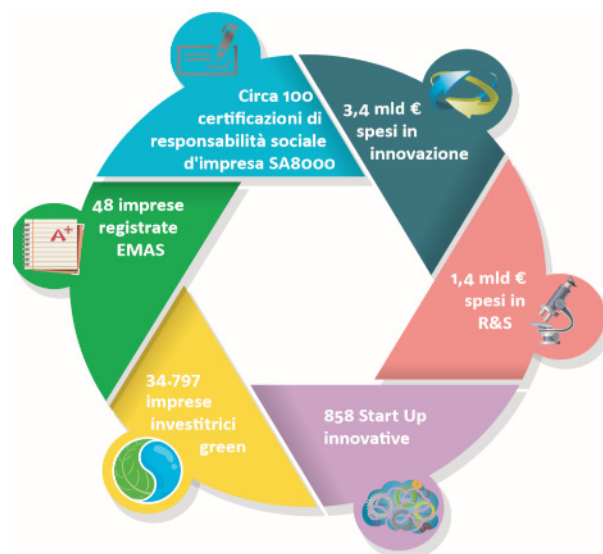 Circa 100
certificazioni di
responsabilità sociale
d'impresa SA8000
3,4 mld €
spesi in
innovazione
1,4 mld €
spesi in
R&S
858 Start Up
innovative
34.797
imprese
investitrici
green
48 imprese
registrate
EMAS
A+